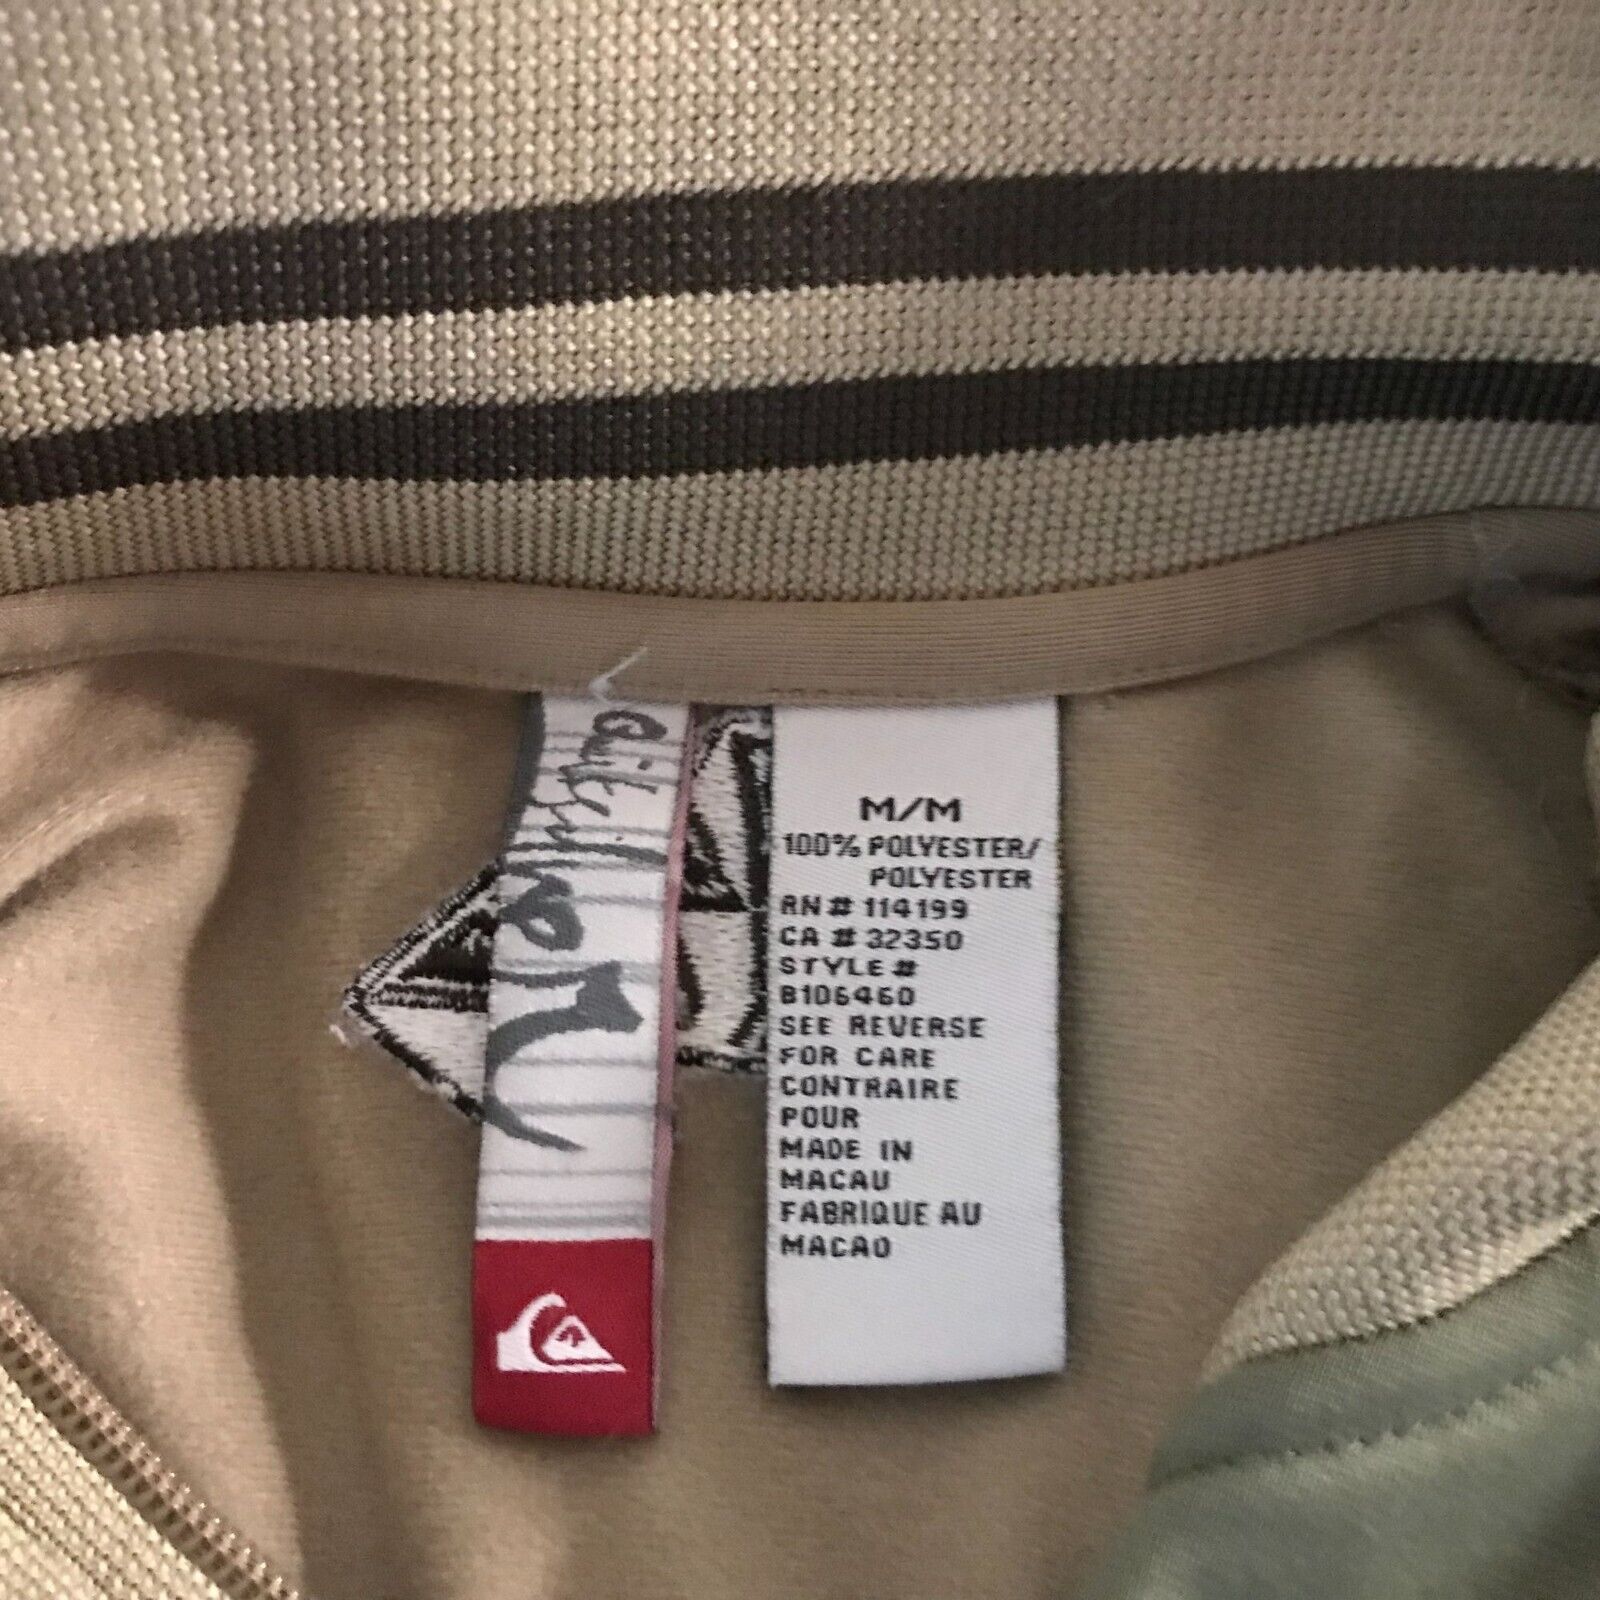 QuikSilveR
M/M
100% POLYESTER/
POLYESTER
RN# 114199
CA # 32350
STYLE#
B106460
SEE REVERSE
FOR CARE
CONTRAIRE
POUR
MADE IN
MACAU
FABRIQUE AU
MACAO